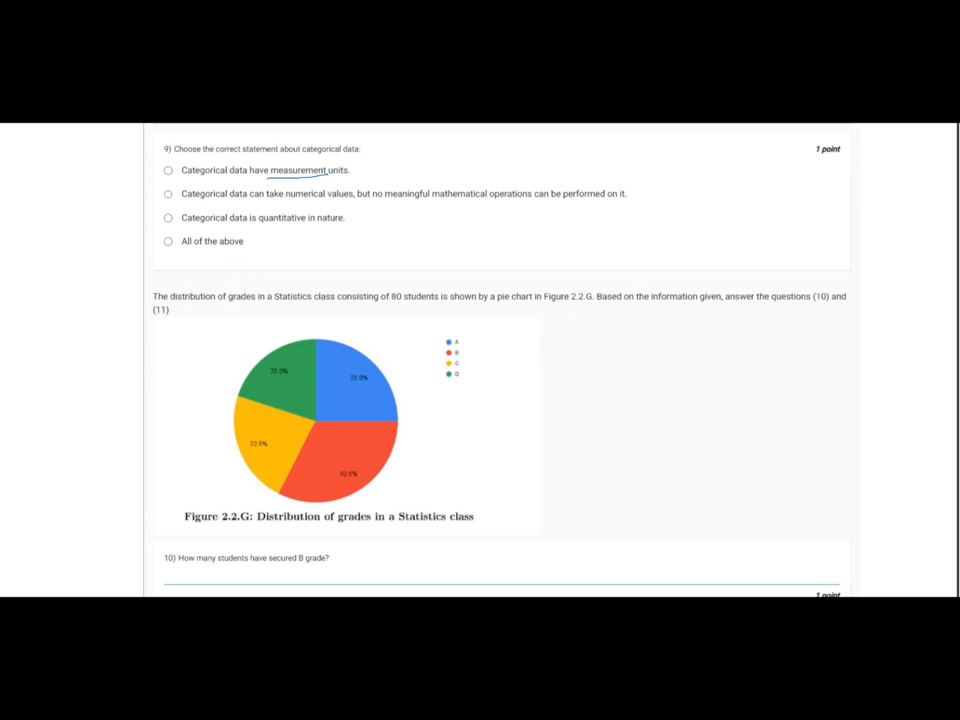 9) Choose the correct statement about categorical data:
1 point
Categorical data have measurement units.
Categorical data can take numerical values, but no meaningful mathematical operations can be performed on it.
Categorical data is quantitative in nature.
All of the above
The distribution of grades in a Statistics class consisting of 80 students is shown by a pie chart in Figure 2.2.G. Based on the information given, answer the questions (10) and
(11)
A
B
C
D
25.0%
22.5%
32.5%
Figure 2.2.G: Distribution of grades in a Statistics class
10) How many students have secured B grade?
1 point